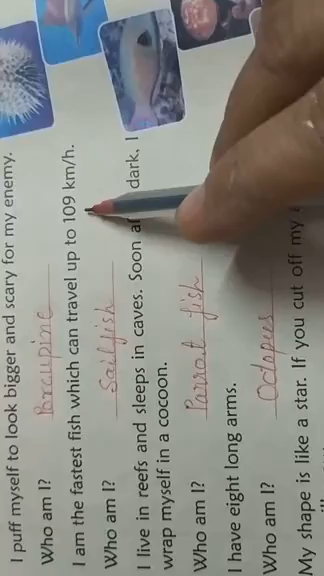 I puff myself to look bigger and scary for my enemy.
Who am I? Brcupine
I am the fastest fish which can travel up to 109 km/h.
Who am I? Sailfish
I live in reefs and sleeps in caves. Soon dark, I
wrap myself in a cocoon.
Who am I? Parrat fish
I have eight long arms.
Who am I? Octopus
My shape is like a star. If you cut off my